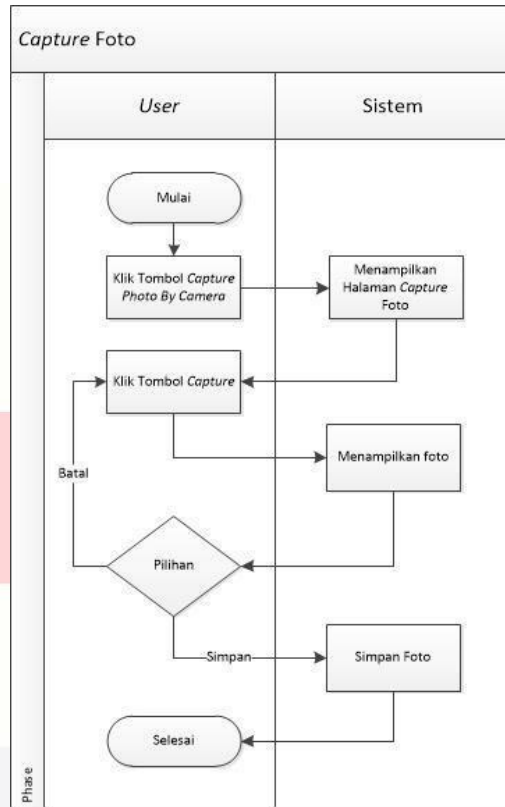 Capture Foto
User
Sistem
Mulai
Klik Tombol Capture
Photo By Camera
Menampilkan
Halaman Capture
Foto
Klik Tombol Capture
Menampilkan foto
Batal
Pilihan
Simpan
Simpan Foto
Selesai
Phase